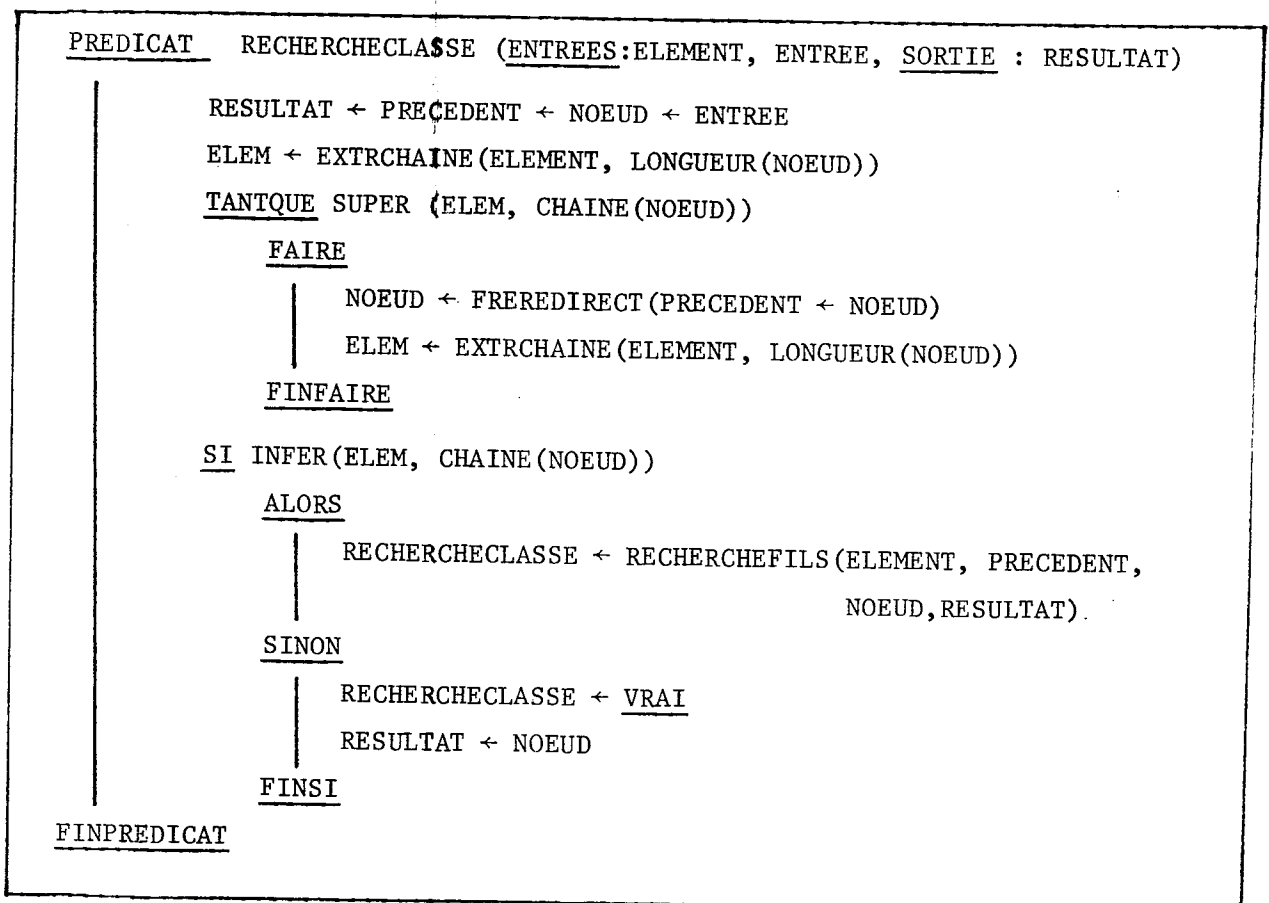 PREDICAT RECHERCHECLASSE (ENTREES:ELEMENT, ENTREE, SORTIE : RESULTAT)
RESULTAT ← PRECEDENT ← NOEUD ← ENTREE
ELEM ← EXTRCHAINE(ELEMENT, LONGUEUR(NOEUD))
TANTQUE SUPER (ELEM, CHAINE(NOEUD))
FAIRE
NOEUD ← FREREDIRECT(PRECEDENT ← NOEUD)
ELEM ← EXTRCHAINE(ELEMENT, LONGUEUR(NOEUD))
FINFAIRE
SI INFER(ELEM, CHAINE(NOEUD))
ALORS
RECHERCHECLASSE ← RECHERCHEFILS(ELEMENT, PRECEDENT,
NOEUD,RESULTAT).
SINON
RECHERCHECLASSE ← VRAI
RESULTAT ← NOEUD
FINSI
FINPREDICAT